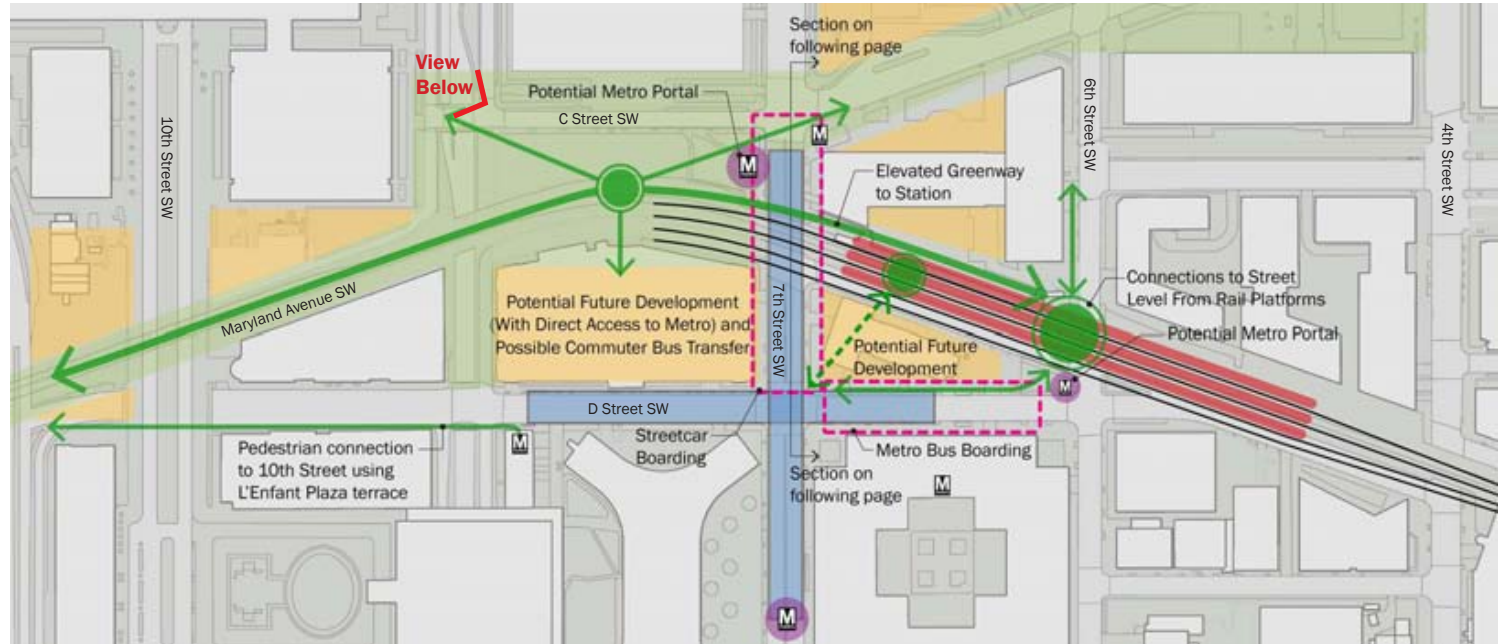 Section on
following page
View
Below
Potential Metro Portal
C Street SW
M
M
10th Street SW
6th Street SW
4th Street SW
Elevated Greenway
to Station
Connections to Street
Level From Rail Platforms
Potential Metro Portal
M
Maryland Avenue SW
Potential Future Development
(With Direct Access to Metro) and
Possible Commuter Bus Transfer
7th Street SW
Potential Future
Development
D Street SW
Streetcar
Boarding
Metro Bus Boarding
Pedestrian connection
to 10th Street using
L'Enfant Plaza terrace
M
Section on
following page
M
M